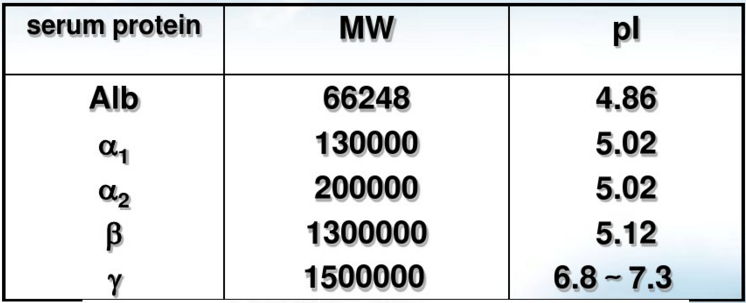 serum protein MW pI
Alb 66248 4.86
α₁ 130000 5.02
α₂ 200000 5.02
β 1300000 5.12
γ 1500000 6.8 ~ 7.3